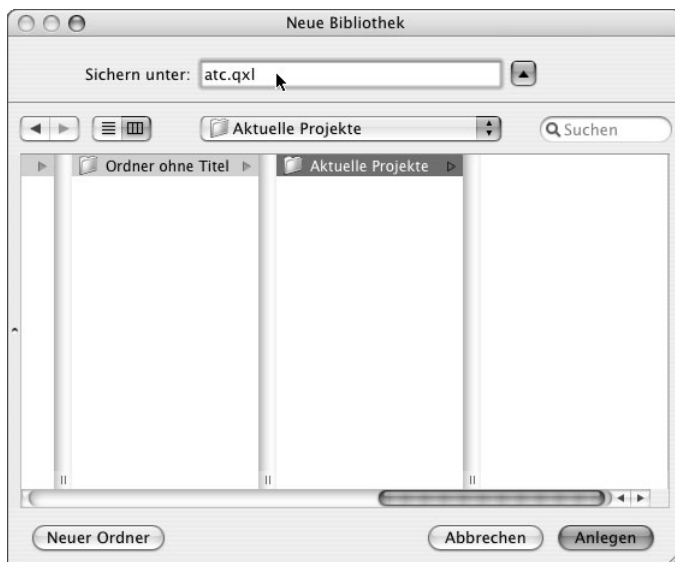 Neue Bibliothek
Sichern unter: atc.qxl
Aktuelle Projekte
Suchen
Ordner ohne Titel
Aktuelle Projekte
Neuer Ordner
Abbrechen
Anlegen